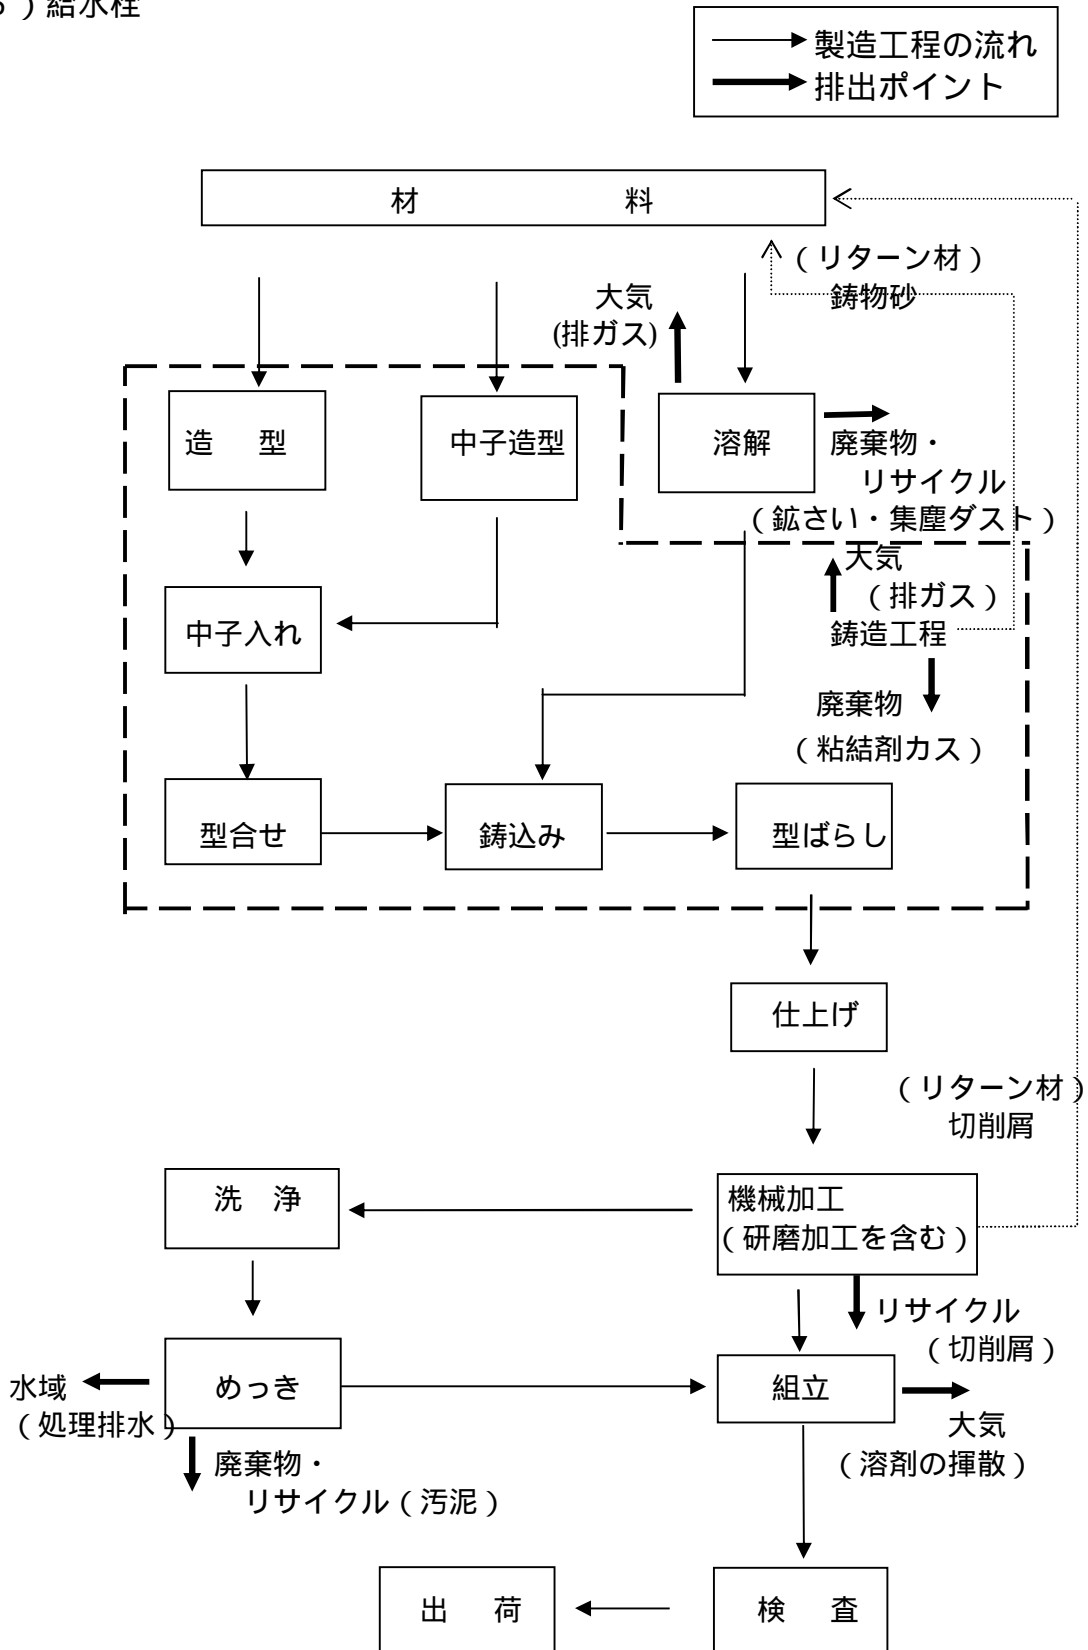 ）給水栓
製造工程の流れ
排出ポイント
材　料
（リターン材）
鋳物砂
大気
(排ガス)
造　型
中子造型
溶解
廃棄物・
リサイクル
（鉱さい・集塵ダスト）
大気
（排ガス）
中子入れ
鋳造工程
廃棄物
（粘結剤カス）
型合せ
鋳込み
型ばらし
仕上げ
（リターン材）
切削屑
洗　浄
機械加工
（研磨加工を含む）
リサイクル
（切削屑）
めっき
組立
水域
（処理排水）
大気
（溶剤の揮散）
廃棄物・
リサイクル（汚泥）
出　荷
検　査